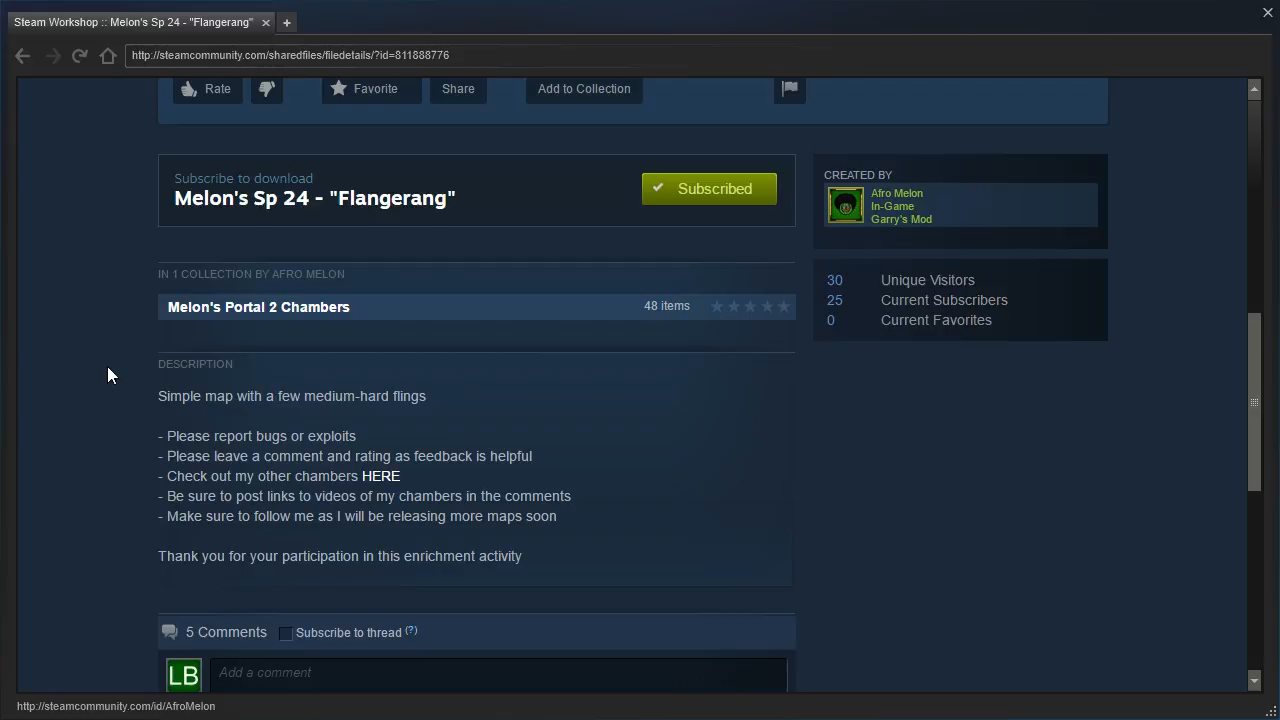 Steam Workshop :: Melon's Sp 24 - "Flangerang"
http://steamcommunity.com/sharedfiles/filedetails/?id=811888776
Rate
Favorite
Share
Add to Collection
Subscribe to download
Melon's Sp 24 - "Flangerang"
Subscribed
CREATED BY
Afro Melon
In-Game
Garry's Mod
IN 1 COLLECTION BY AFRO MELON
Melon's Portal 2 Chambers 48 items
30 Unique Visitors
25 Current Subscribers
0 Current Favorites
DESCRIPTION
Simple map with a few medium-hard flings
- Please report bugs or exploits
- Please leave a comment and rating as feedback is helpful
- Check out my other chambers HERE
- Be sure to post links to videos of my chambers in the comments
- Make sure to follow me as I will be releasing more maps soon
Thank you for your participation in this enrichment activity
5 Comments Subscribe to thread (?)
LB
Add a comment
http://steamcommunity.com/id/AfroMelon